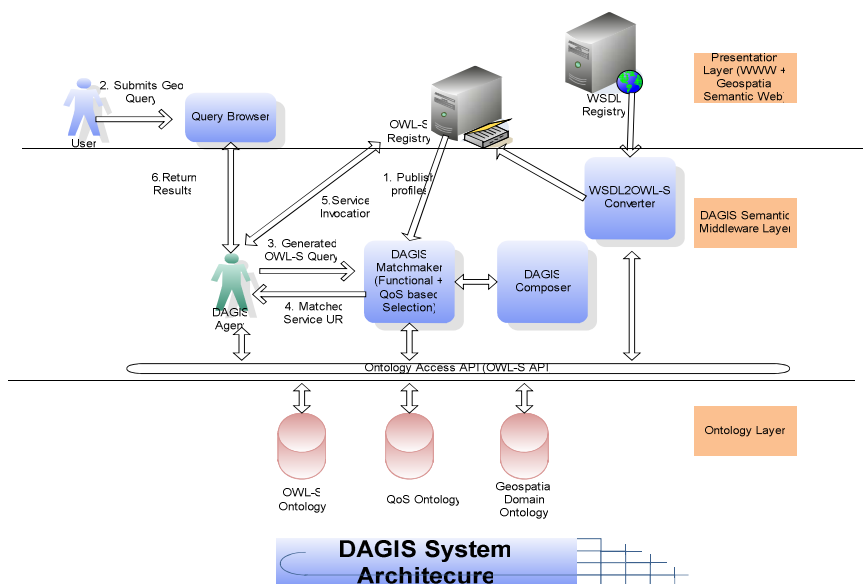 2. Submits Geo
Query
User
Query Browser
OWL-S
Registry
WSDL
Registry
Presentation
Layer (WWW +
Geospatia
Semantic Web
6.Return
Results
5.Service
Invocation
1. Publish
profiles
WSDL2OWL-S
Converter
DAGIS Semantic
Middleware Layer
3. Generated
OWL-S Query
4. Matched
Service UR
DAGIS
Agen
DAGIS
Matchmaker
(Functional +
QoS based
Selection)
DAGIS
Composer
Ontology Access API (OWL-S API
Ontology Layer
OWL-S
Ontology
QoS Ontology
Geospatia
Domain
Ontology
DAGIS System
Architecure